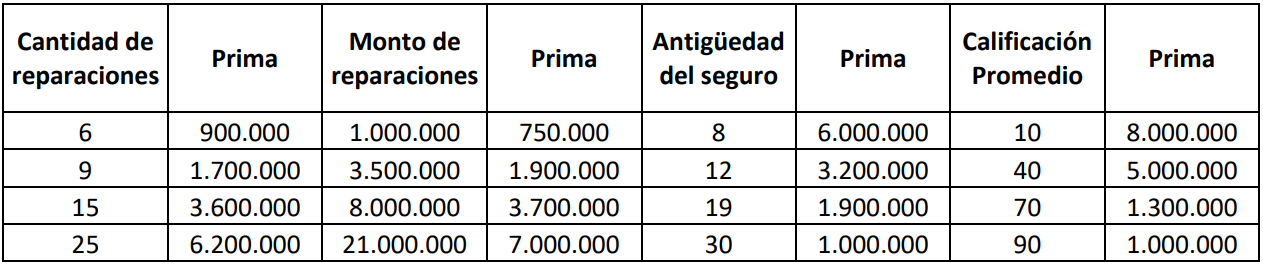 Cantidad de reparaciones | Prima | Monto de reparaciones | Prima | Antigüedad del seguro | Prima | Calificación Promedio | Prima
6 | 900.000 | 1.000.000 | 750.000 | 8 | 6.000.000 | 10 | 8.000.000
9 | 1.700.000 | 3.500.000 | 1.900.000 | 12 | 3.200.000 | 40 | 5.000.000
15 | 3.600.000 | 8.000.000 | 3.700.000 | 19 | 1.900.000 | 70 | 1.300.000
25 | 6.200.000 | 21.000.000 | 7.000.000 | 30 | 1.000.000 | 90 | 1.000.000